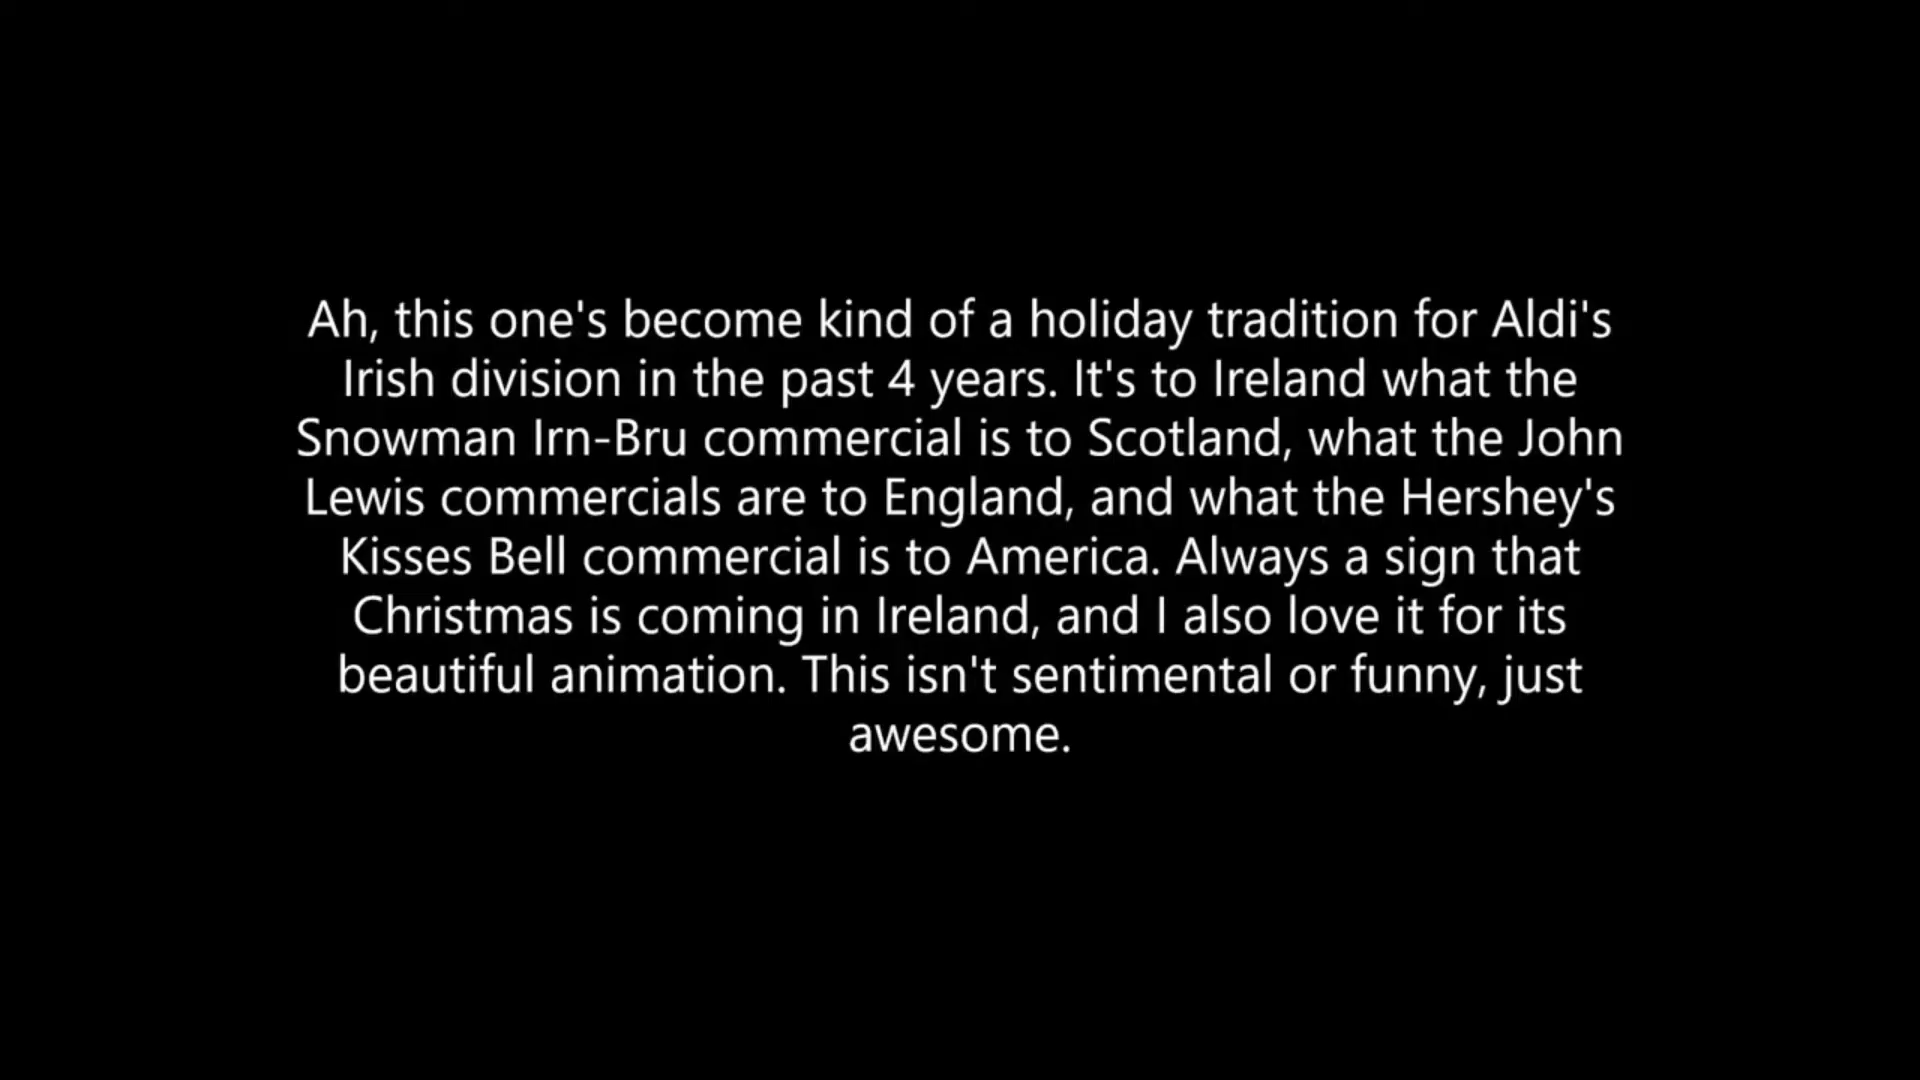 Ah, this one's become kind of a holiday tradition for Aldi's
Irish division in the past 4 years. It's to Ireland what the
Snowman Irn-Bru commercial is to Scotland, what the John
Lewis commercials are to England, and what the Hershey's
Kisses Bell commercial is to America. Always a sign that
Christmas is coming in Ireland, and I also love it for its
beautiful animation. This isn't sentimental or funny, just
awesome.